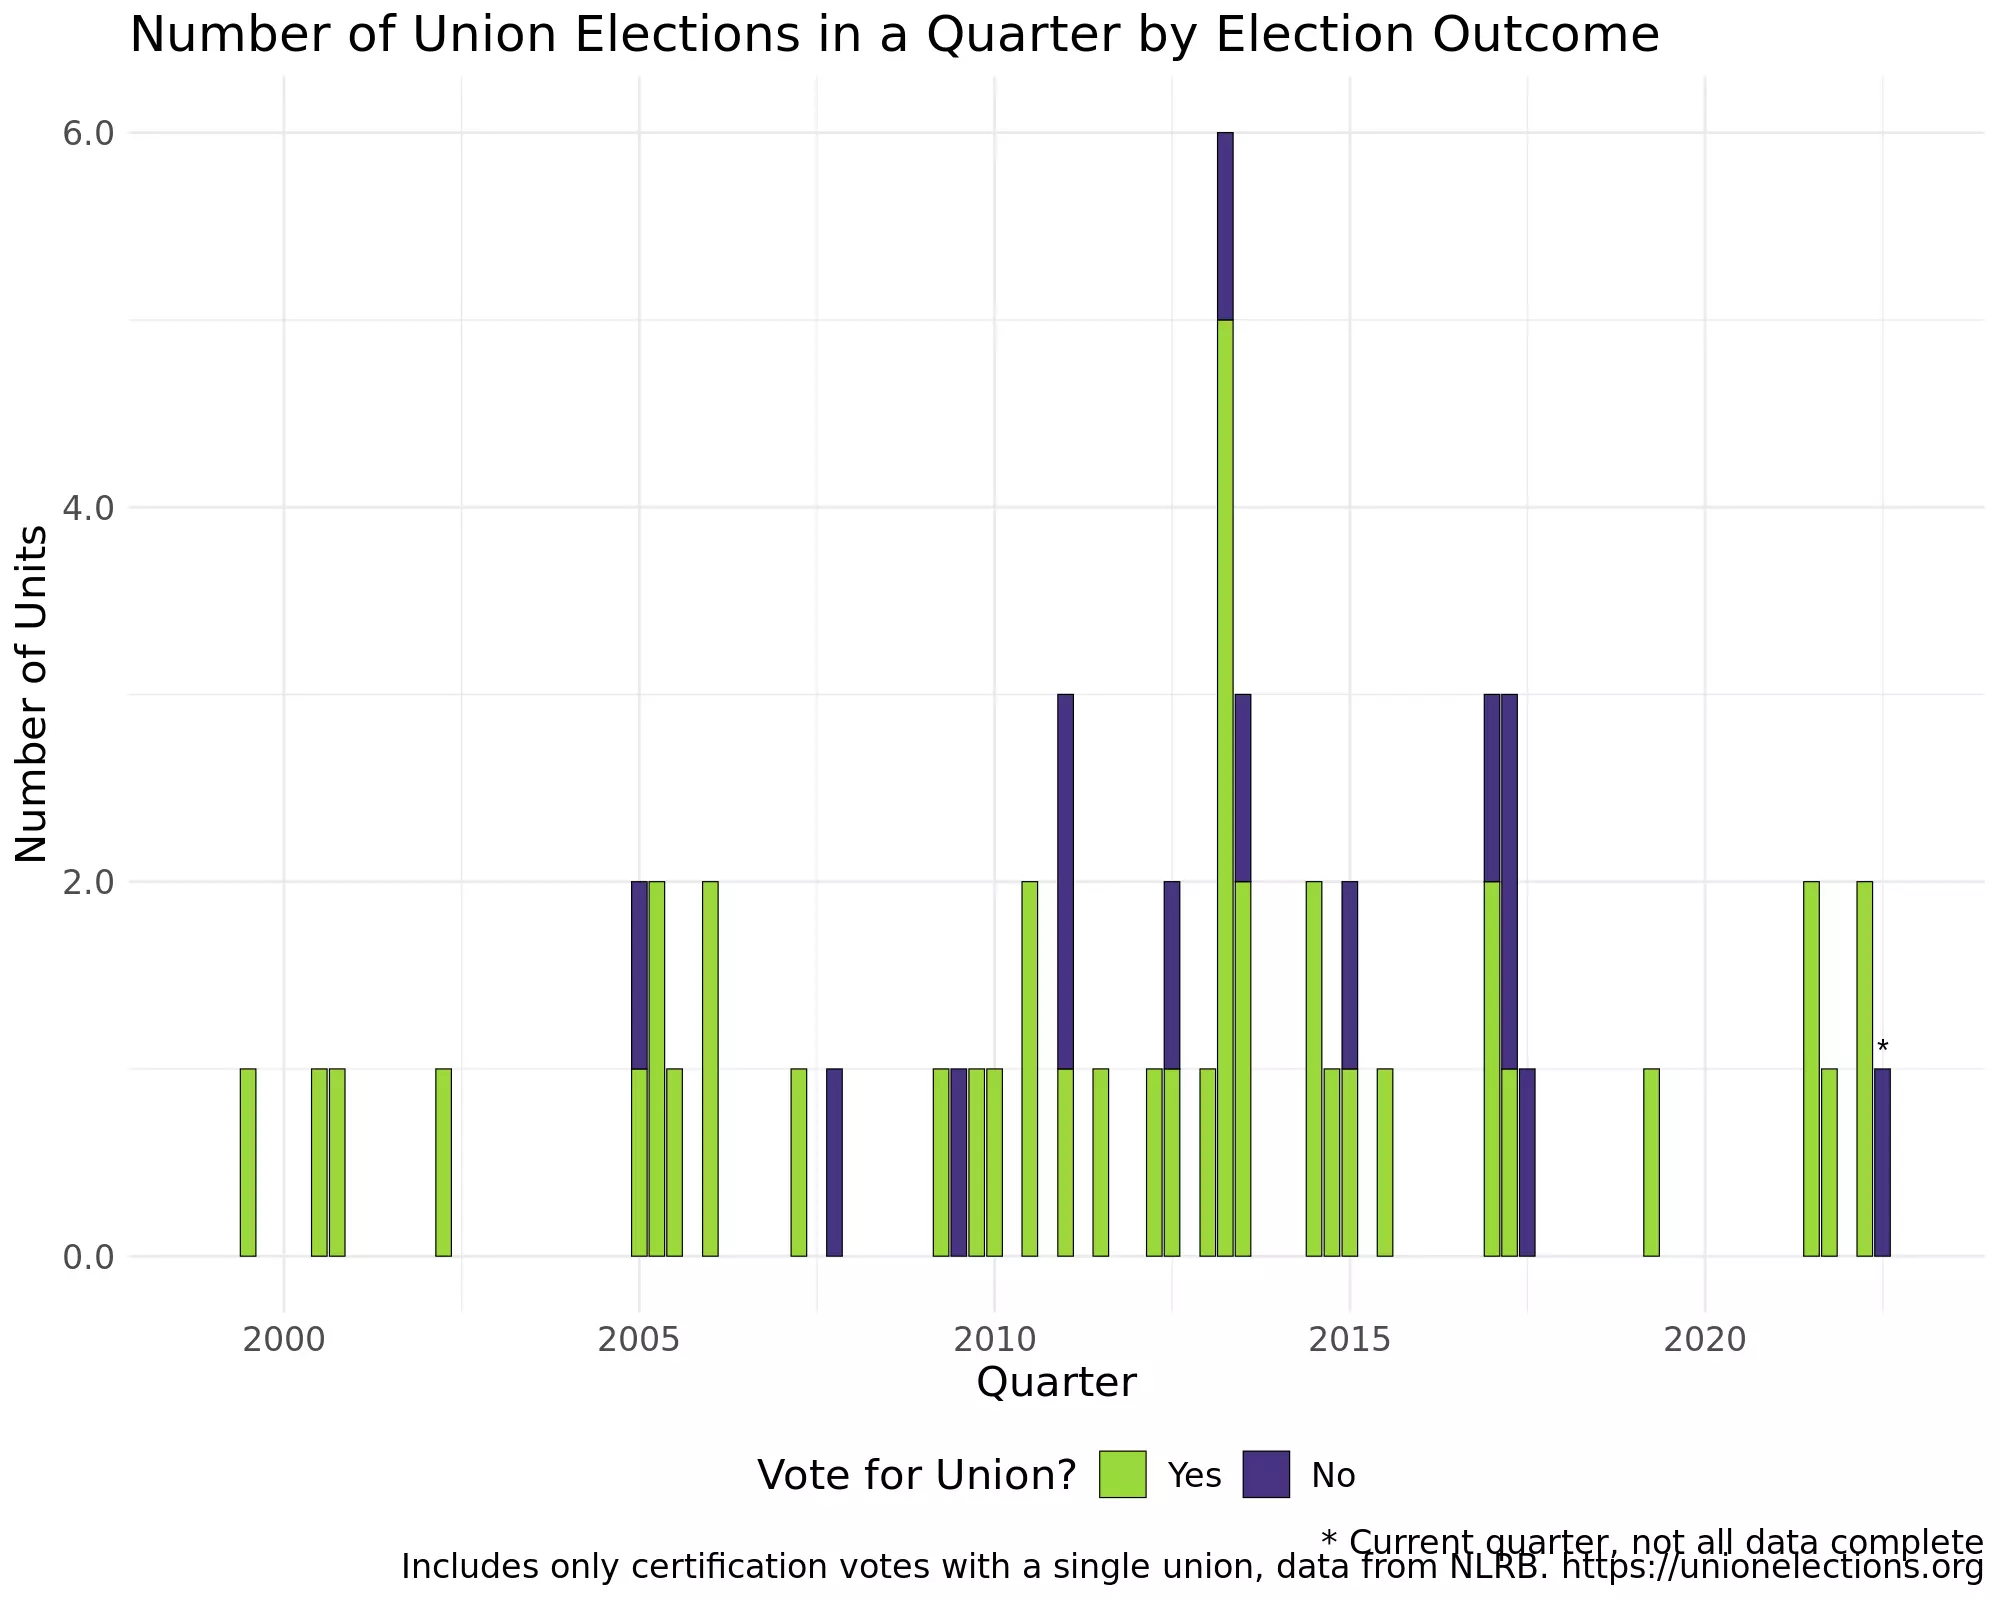 Number of Union Elections in a Quarter by Election Outcome
Number of Units
6.0
4.0
2.0
0.0
*
2000 2005 2010 2015 2020
Quarter
Vote for Union? Yes No
* Current quarter, not all data complete
Includes only certification votes with a single union, data from NLRB. https://unionelections.org